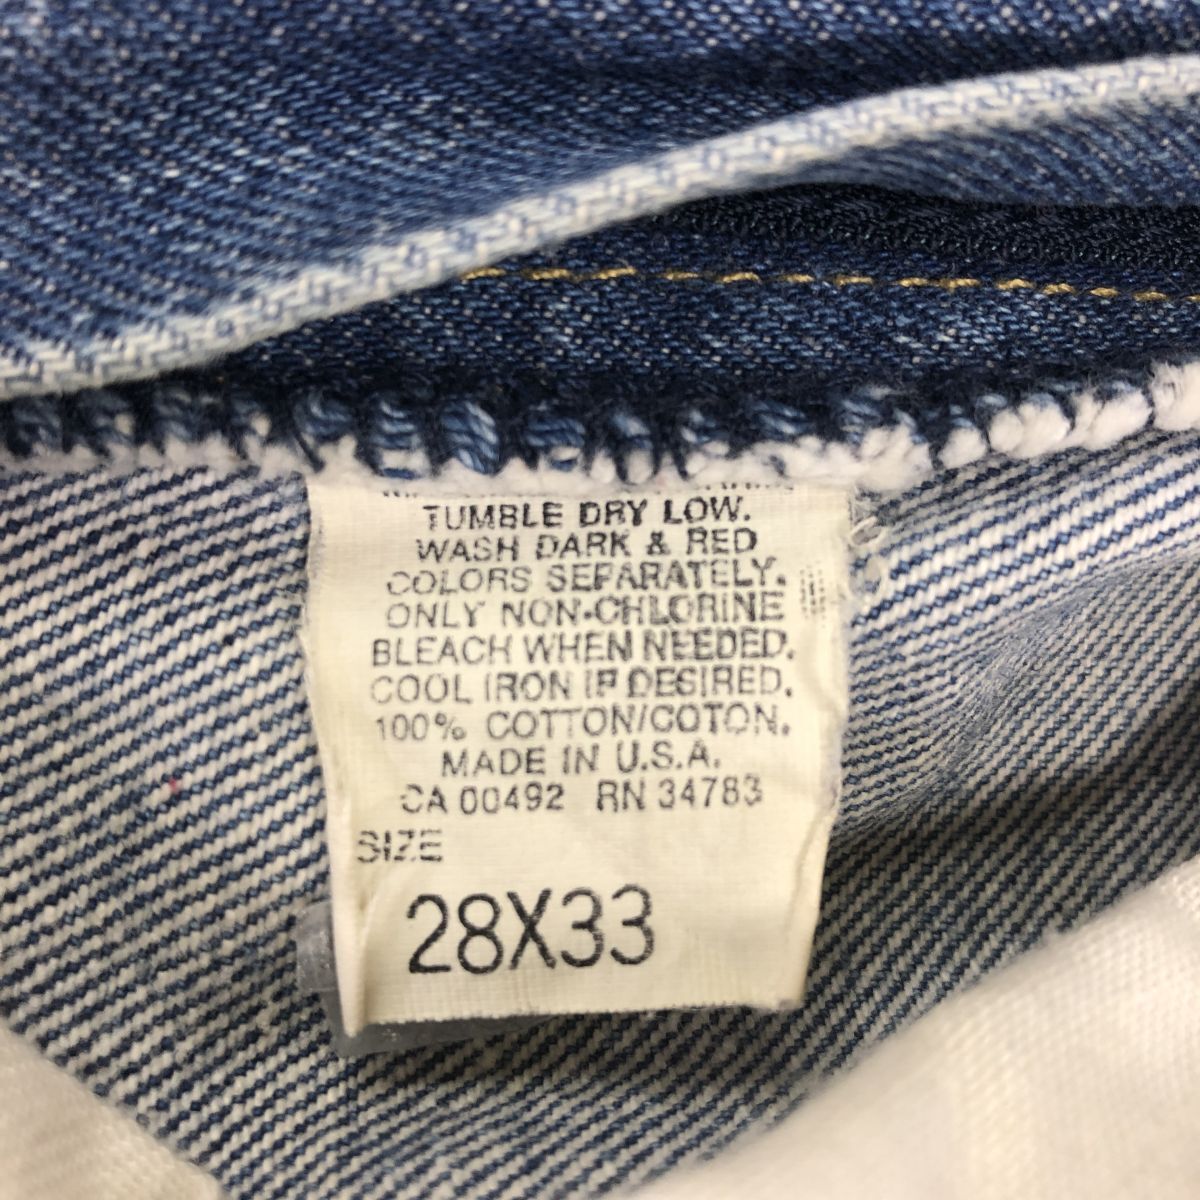 TUMBLE DRY LOW.
WASH DARK & RED
COLORS SEPARATELY.
ONLY NON-CHLORINE
BLEACH WHEN NEEDED.
COOL IRON IF DESIRED.
100% COTTON/COTON.
MADE IN U.S.A.
CA 00492 RN 34783
SIZE
28X33